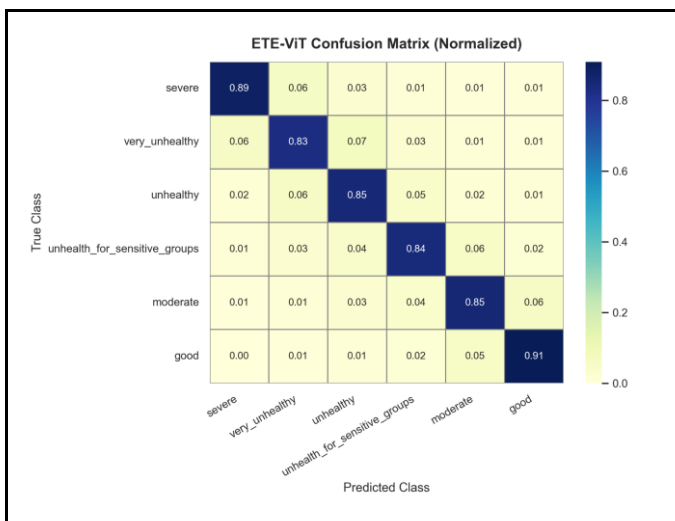 ETE-ViT Confusion Matrix (Normalized)
severe 0.89 0.06 0.03 0.01 0.01 0.01
very_unhealthy 0.06 0.83 0.07 0.03 0.01 0.01
unhealthy 0.02 0.06 0.85 0.05 0.02 0.01
unhealth_for_sensitive_groups 0.01 0.03 0.04 0.84 0.06 0.02
moderate 0.01 0.01 0.03 0.04 0.85 0.06
good 0.00 0.01 0.01 0.02 0.05 0.91
True Class
severe very_unhealthy unhealthy unhealth_for_sensitive_groups moderate good
Predicted Class
0.8
0.6
0.4
0.2
0.0